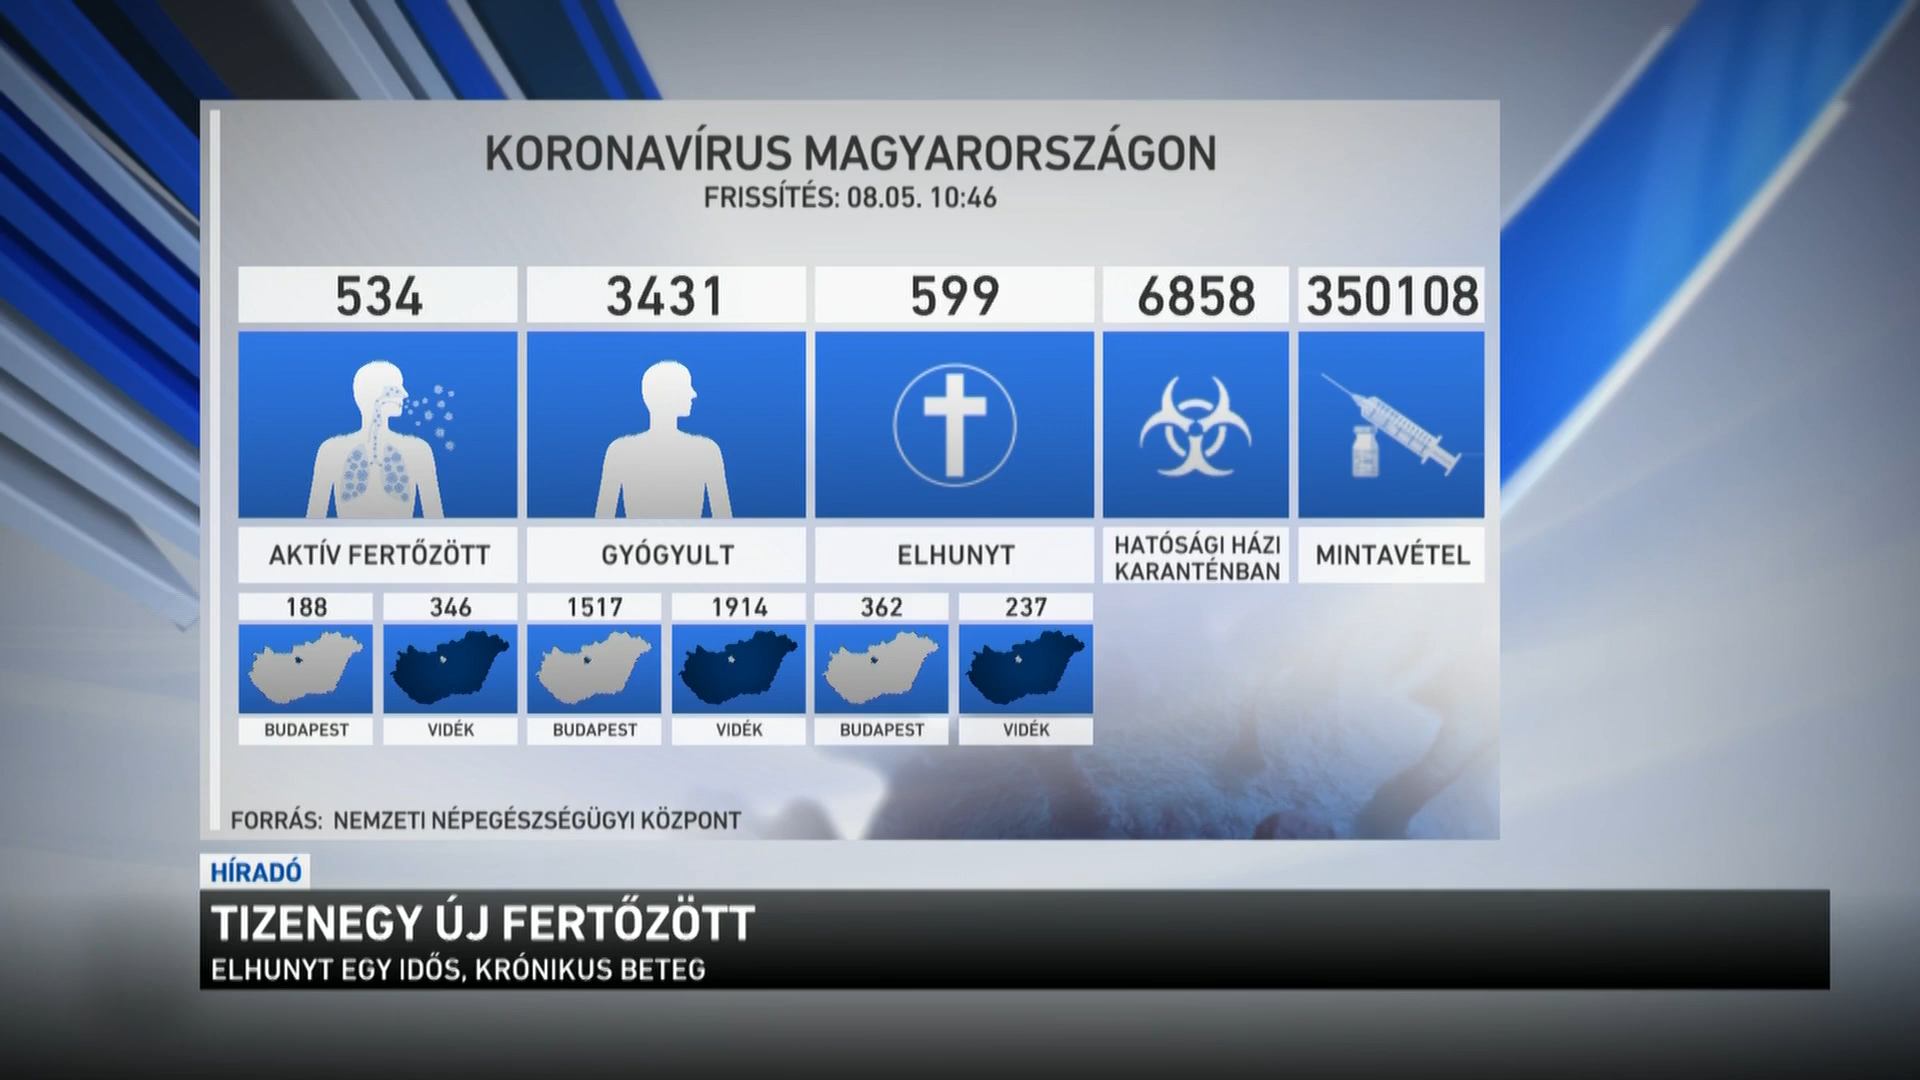 KORONAVÍRUS MAGYARORSZÁGON
FRISSÍTÉS: 08.05. 10:46
534
3431
599
6858
350108
AKTÍV FERTŐZÖTT
GYÓGYULT
ELHUNYT
HATÓSÁGI HÁZI
KARANTÉNBAN
MINTAVÉTEL
188
346
1517
1914
362
237
BUDAPEST
VIDÉK
BUDAPEST
VIDÉK
BUDAPEST
VIDÉK
FORRÁS: NEMZETI NÉPEGÉSZSÉGÜGYI KÖZPONT
HÍRADÓ
TIZENEGY ÚJ FERTŐZÖTT
ELHUNYT EGY IDŐS, KRÓNIKUS BETEG